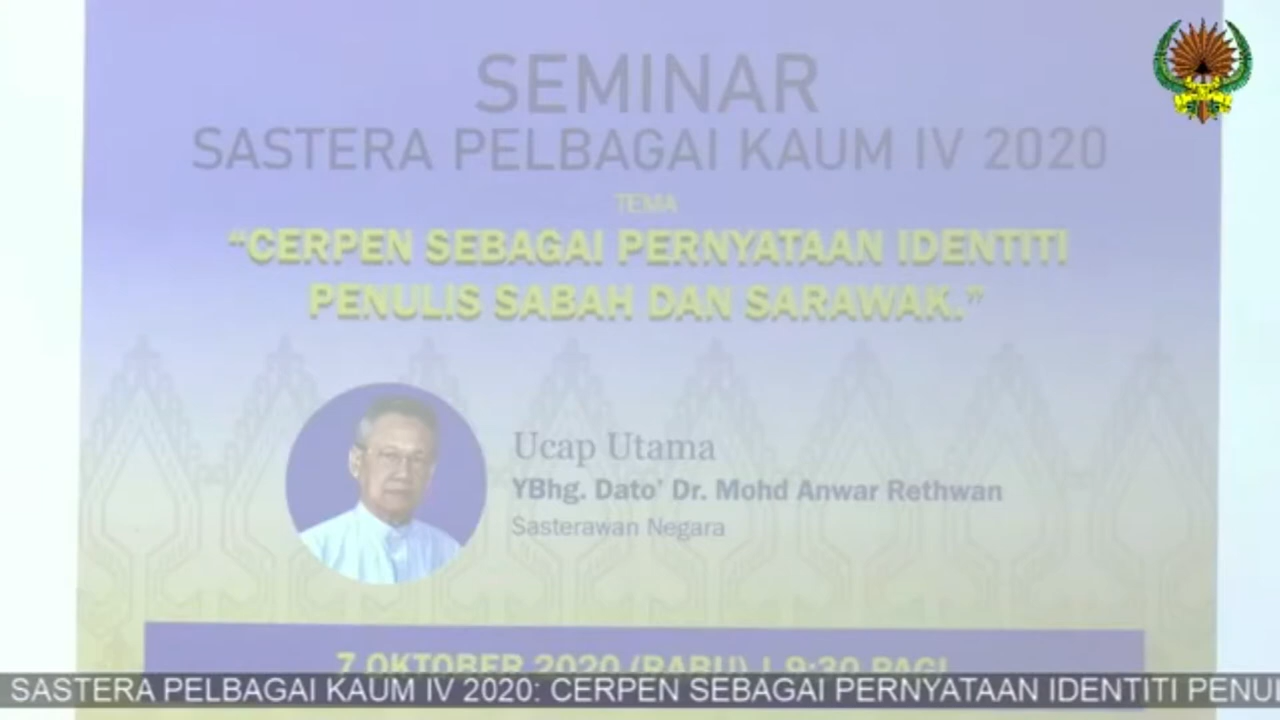 SEMINAR
SASTERA PELBAGAI KAUM IV 2020
TEMA
“CERPEN SEBAGAI PERNYATAAN IDENTITI
PENULIS SABAH DAN SARAWAK.”
Ucap Utama
YBhg. Dato’ Dr. Mohd Anwar Rethwan
Sasterawan Negara
7 OKTOBER 2020 (RABU) | 9:30 PAGI
SASTERA PELBAGAI KAUM IV 2020: CERPEN SEBAGAI PERNYATAAN IDENTITI PENUL